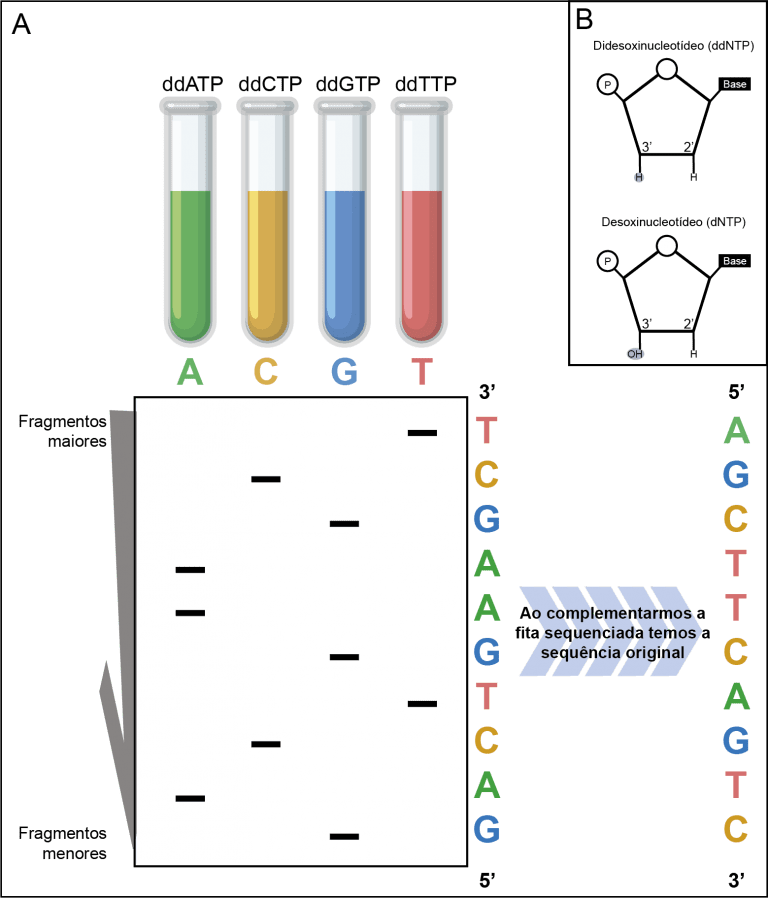 A
ddATP ddCTP ddGTP ddTTP
A C G T
Fragmentos
maiores
Fragmentos
menores
3’
T
C
G
A
A
G
T
C
A
G
5’
Ao complementarmos a
fita sequenciada temos a
sequência original
5’
A
G
C
T
T
C
A
G
T
C
3’
B
Didesoxinucleotídeo (ddNTP)
P
Base
3’ 2’
H H
Desoxinucleotídeo (dNTP)
P
Base
3’ 2’
OH H